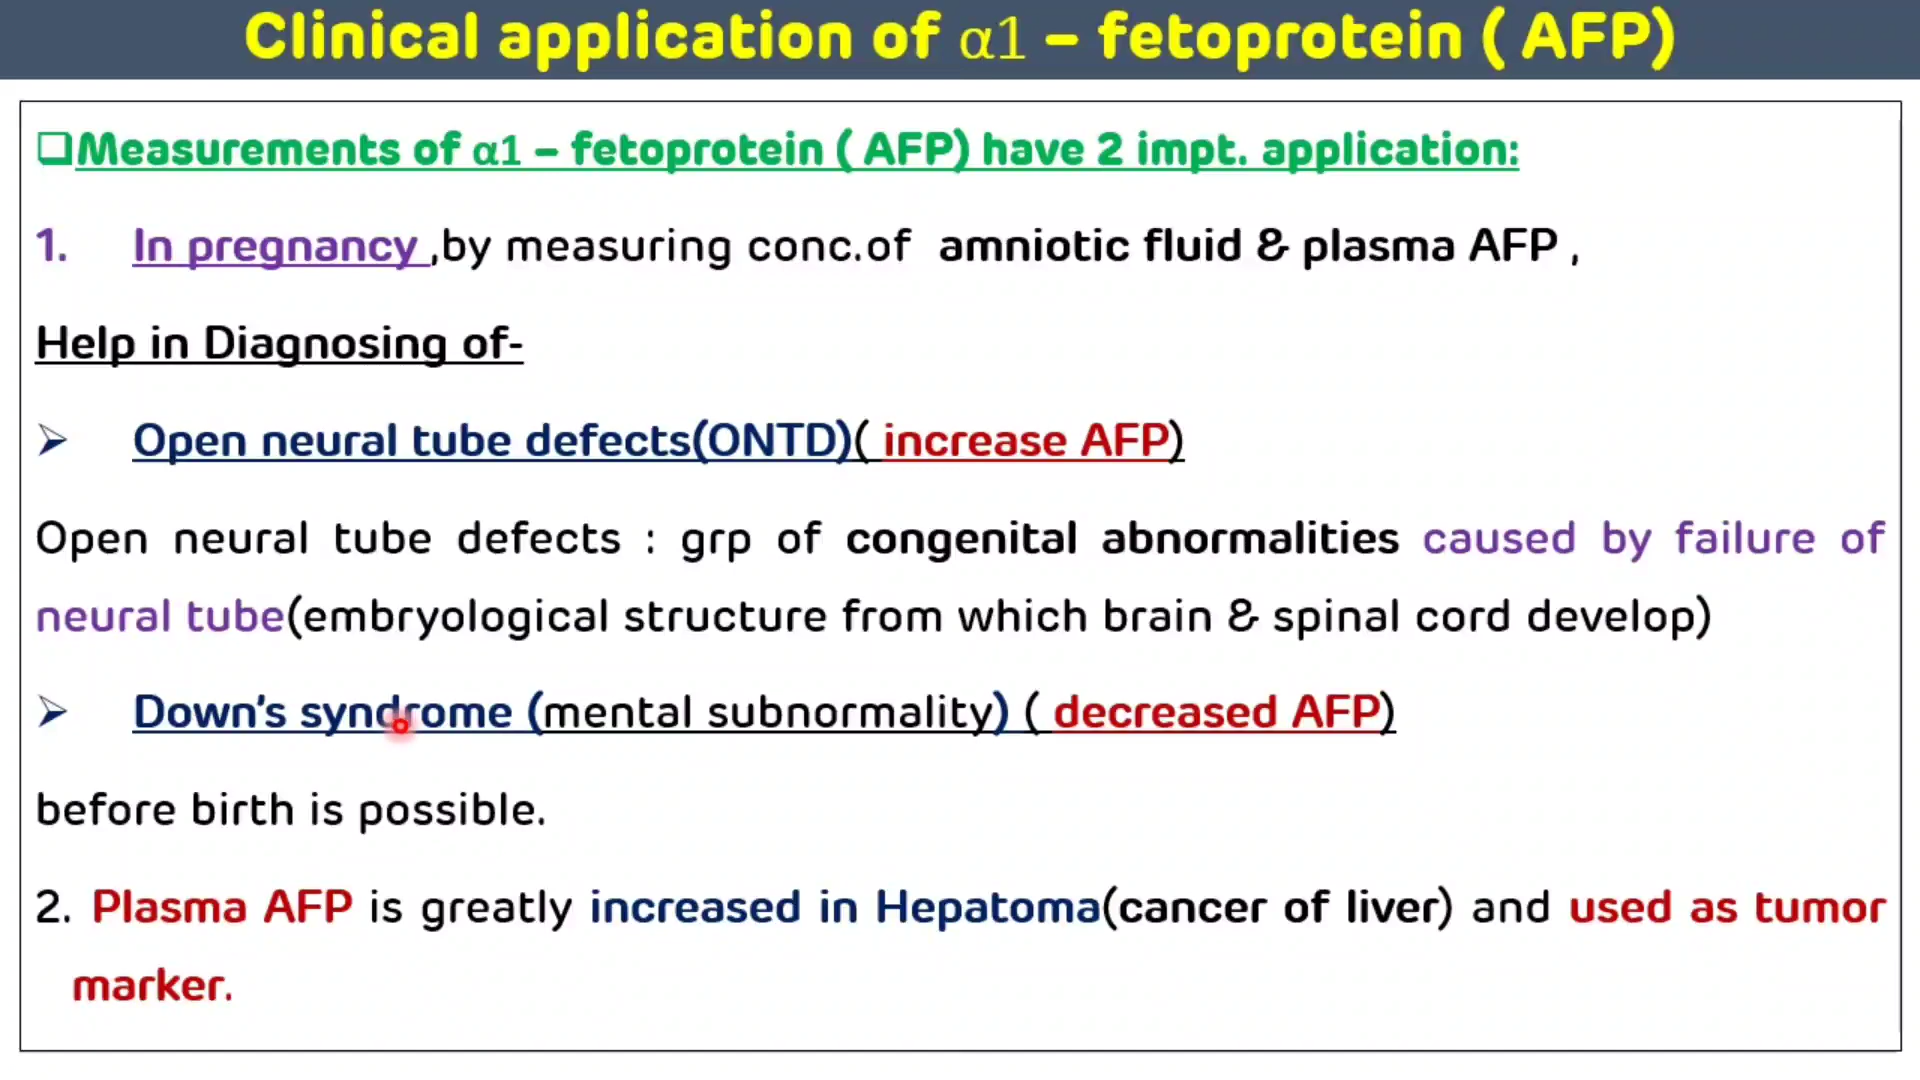 Clinical application of α1 – fetoprotein ( AFP)
❑Measurements of α1 – fetoprotein ( AFP) have 2 impt. application:
1. In pregnancy ,by measuring conc.of amniotic fluid & plasma AFP ,
Help in Diagnosing of-
➢ Open neural tube defects(ONTD)( increase AFP)
Open neural tube defects : grp of congenital abnormalities caused by failure of
neural tube(embryological structure from which brain & spinal cord develop)
➢ Down's syndrome (mental subnormality) ( decreased AFP)
before birth is possible.
2. Plasma AFP is greatly increased in Hepatoma(cancer of liver) and used as tumor
marker.